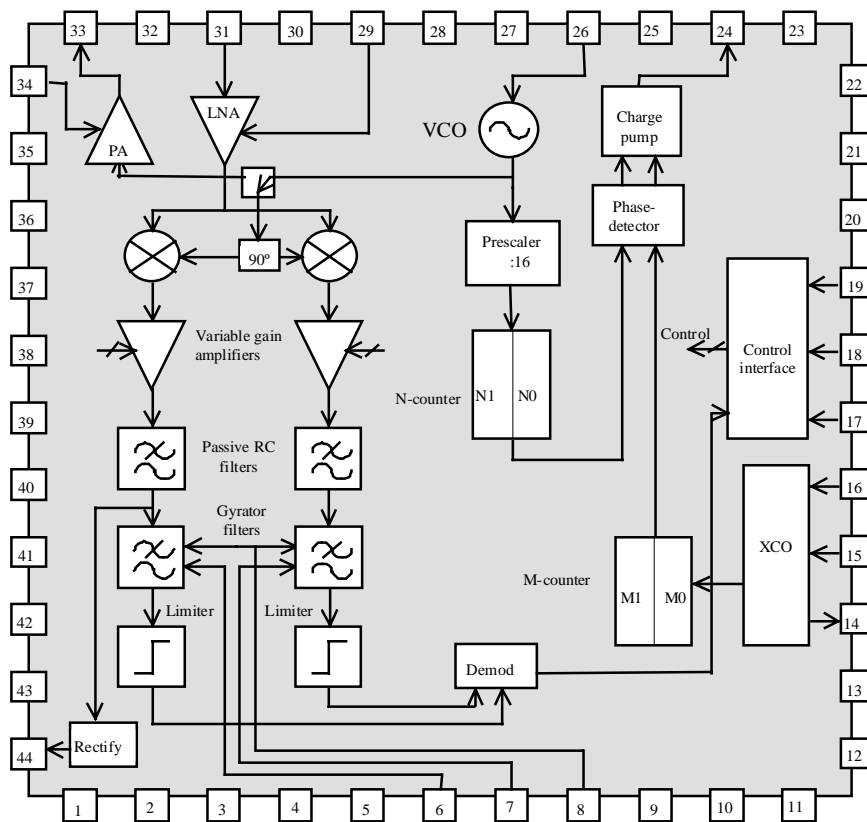 33
32
31
30
29
28
27
26
25
24
23
34
35
36
37
38
39
40
41
42
43
44
22
21
20
19
18
17
16
15
14
13
12
LNA
PA
VCO
Charge
pump
Phase-
detector
Prescaler
:16
90º
Variable gain
amplifiers
N-counter
N1
N0
Control
Control
interface
Passive RC
filters
Gyrator
filters
XCO
M-counter
M1
M0
Limiter
Limiter
Demod
Rectify
1
2
3
4
5
6
7
8
9
10
11